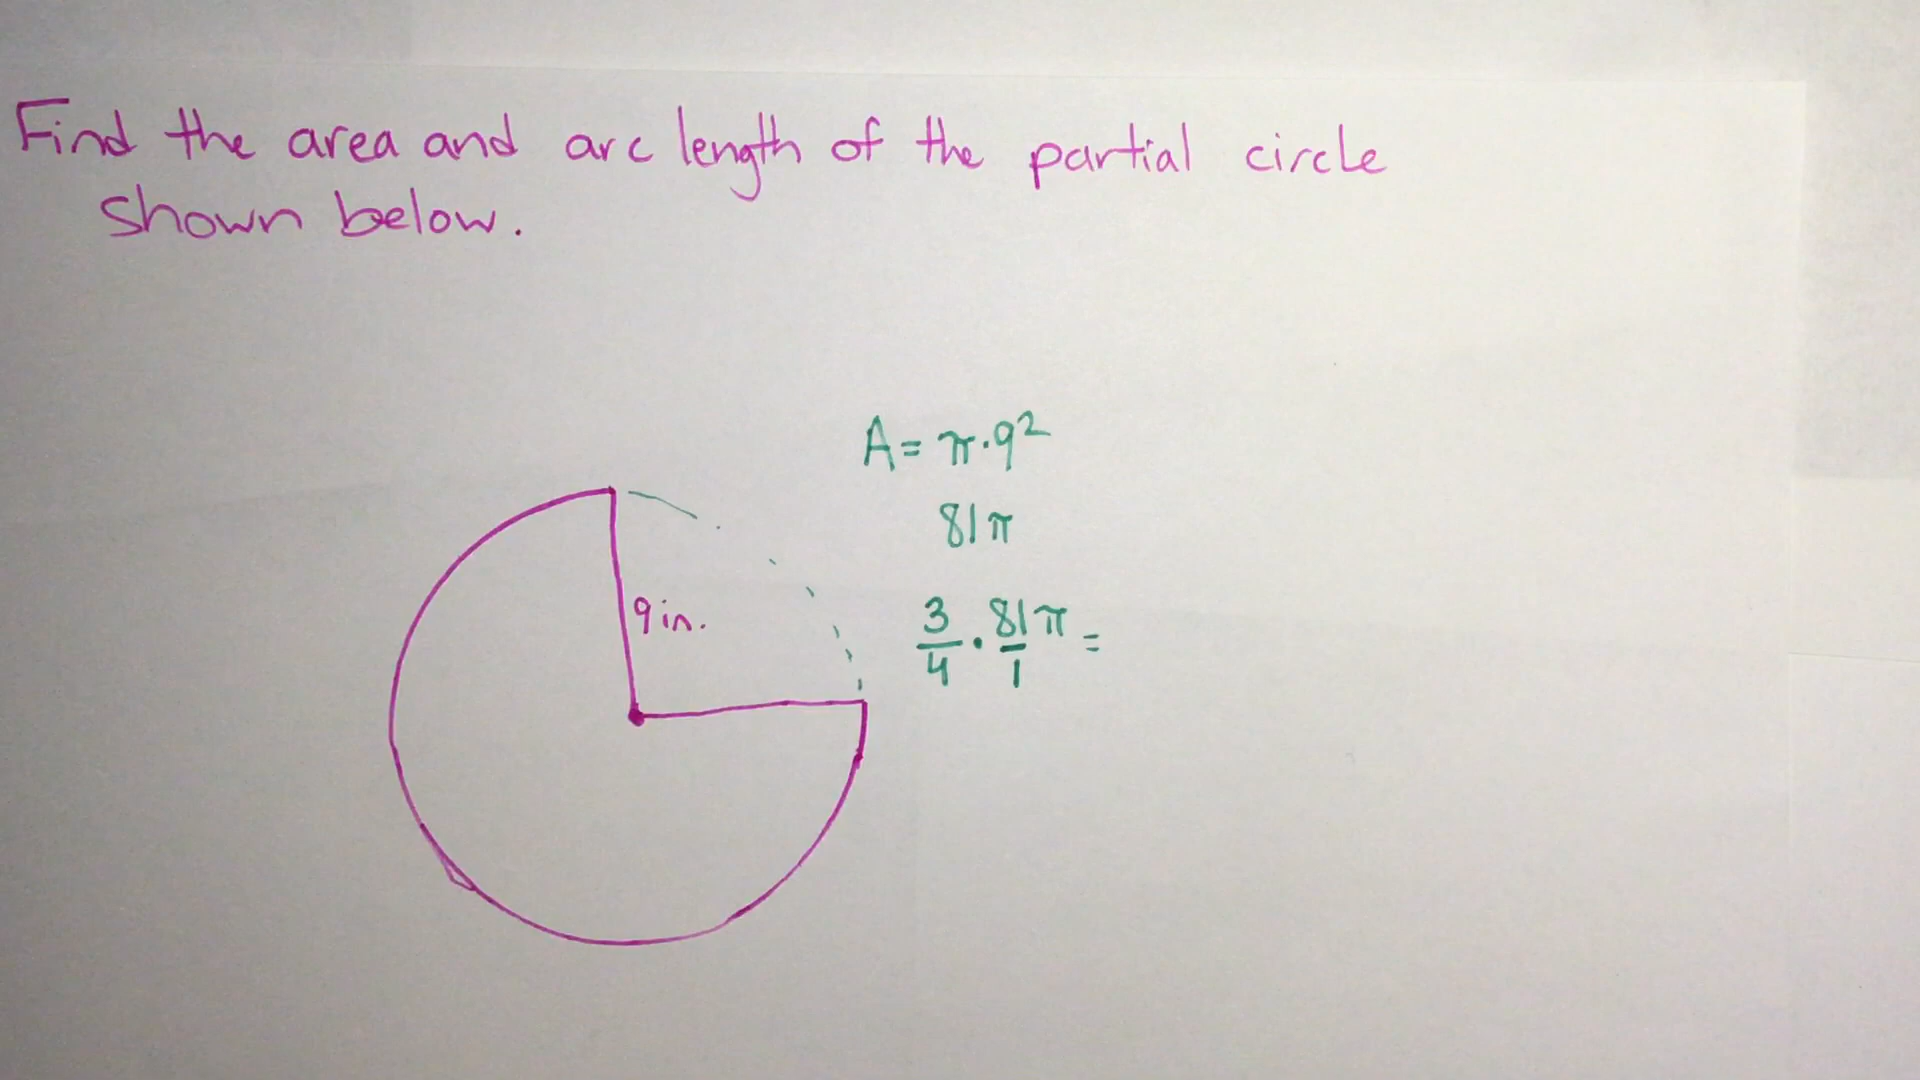 Find the area and arc length of the partial circle
shown below.
A = π·9²
81π
9 in.
3/4 · 81π/1 =